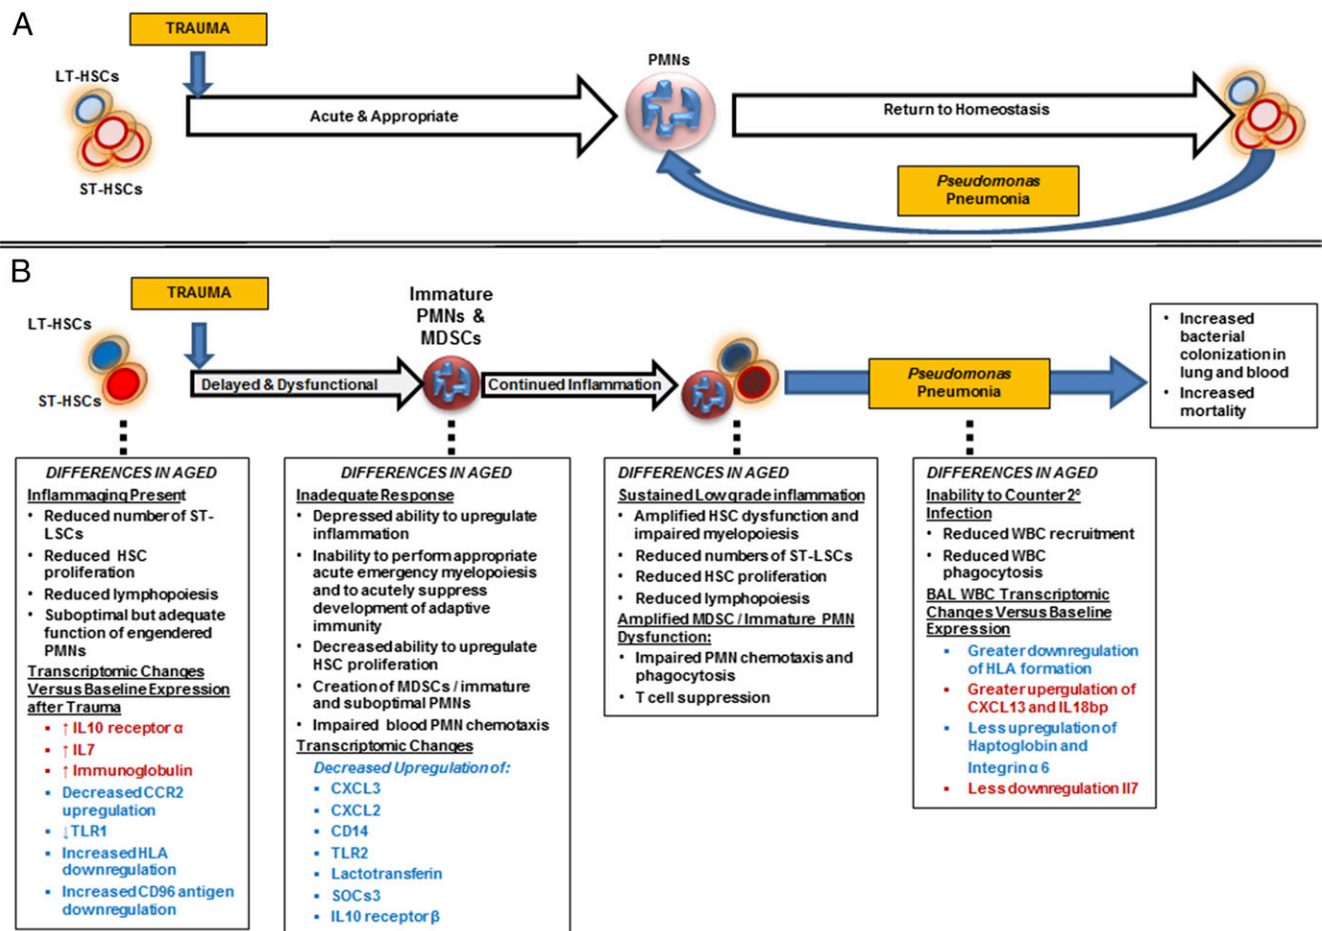 A
TRAUMA
LT-HSCs
ST-HSCs
Acute & Appropriate
PMNs
Return to Homeostasis
Pseudomonas
Pneumonia
B
TRAUMA
LT-HSCs
ST-HSCs
Delayed & Dysfunctional
Immature
PMNs &
MDSCs
Continued Inflammation
Pseudomonas
Pneumonia
• Increased
bacterial
colonization in
lung and blood
• Increased
mortality
DIFFERENCES IN AGED
Inflammaging Present
• Reduced number of ST-
LSCs
• Reduced HSC
proliferation
• Reduced lymphopoiesis
• Suboptimal but adequate
function of engendered
PMNs
Transcriptomic Changes
Versus Baseline Expression
after Trauma
▪ ↑ IL10 receptor α
▪ ↑ IL7
▪ ↑ Immunoglobulin
▪ Decreased CCR2
upregulation
▪ ↓TLR1
▪ Increased HLA
downregulation
▪ Increased CD96 antigen
downregulation
DIFFERENCES IN AGED
Inadequate Response
• Depressed ability to upregulate
inflammation
• Inability to perform appropriate
acute emergency myelopoiesis
and to acutely suppress
development of adaptive
immunity
• Decreased ability to upregulate
HSC proliferation
• Creation of MDSCs / immature
and suboptimal PMNs
• Impaired blood PMN chemotaxis
Transcriptomic Changes
Decreased Upregulation of:
▪ CXCL3
▪ CXCL2
▪ CD14
▪ TLR2
▪ Lactotransferin
▪ SOCs3
▪ IL10 receptor β
DIFFERENCES IN AGED
Sustained Low grade inflammation
• Amplified HSC dysfunction and
impaired myelopoiesis
• Reduced numbers of ST-LSCs
• Reduced HSC proliferation
• Reduced lymphopoiesis
Amplified MDSC / Immature PMN
Dysfunction:
• Impaired PMN chemotaxis and
phagocytosis
• T cell suppression
DIFFERENCES IN AGED
Inability to Counter 2°
Infection
• Reduced WBC recruitment
• Reduced WBC
phagocytosis
BAL WBC Transcriptomic
Changes Versus Baseline
Expression
▪ Greater downregulation
of HLA formation
▪ Greater upergulation of
CXCL13 and IL18bp
▪ Less upregulation of
Haptoglobin and
Integrin α 6
▪ Less downregulation Il7